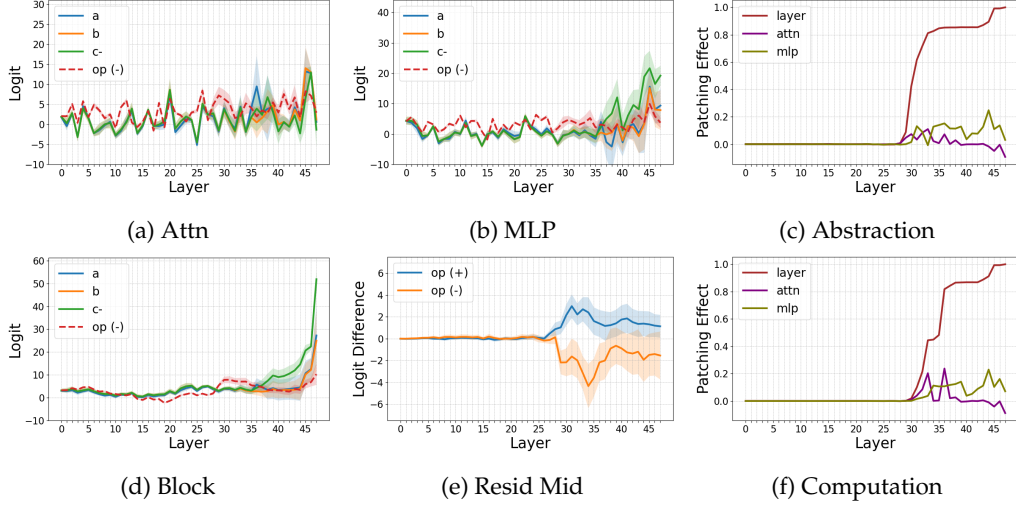 Logit
30
25
20
15
10
5
0
−5
−10
a
b
c-
op (-)
0 5 10 15 20 25 30 35 40 45
Layer
(a) Attn
Logit
40
30
20
10
0
−10
a
b
c-
op (-)
0 5 10 15 20 25 30 35 40 45
Layer
(b) MLP
Patching Effect
1.0
0.8
0.6
0.4
0.2
0.0
layer
attn
mlp
0 5 10 15 20 25 30 35 40 45
Layer
(c) Abstraction
Logit
60
50
40
30
20
10
0
−10
a
b
c-
op (-)
0 5 10 15 20 25 30 35 40 45
Layer
(d) Block
Logit Difference
6
4
2
0
−2
−4
−6
op (+)
op (-)
0 5 10 15 20 25 30 35 40 45
Layer
(e) Resid Mid
Patching Effect
1.0
0.8
0.6
0.4
0.2
0.0
layer
attn
mlp
0 5 10 15 20 25 30 35 40 45
Layer
(f) Computation